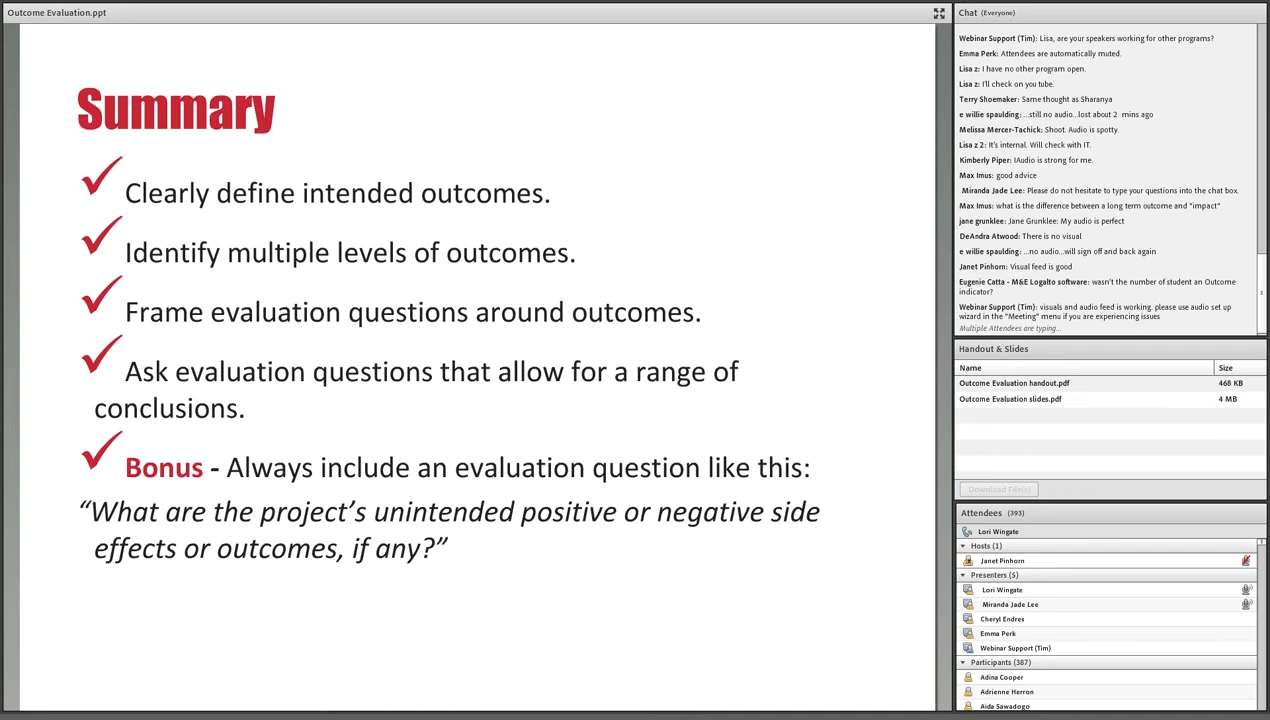 Outcome Evaluation.ppt
Summary
Clearly define intended outcomes.
Identify multiple levels of outcomes.
Frame evaluation questions around outcomes.
Ask evaluation questions that allow for a range of
conclusions.
Bonus - Always include an evaluation question like this:
“What are the project’s unintended positive or negative side
effects or outcomes, if any?”
Chat (Everyone)
Webinar Support (Tim): Lisa, are your speakers working for other programs?
Emma Perk: Attendees are automatically muted.
Lisa z: I have no other program open.
Lisa z: I'll check on you tube.
Terry Shoemaker: Same thought as Sharanya
e willie spaulding: ...still no audio...lost about 2 mins ago
Melissa Mercer-Tachick: Shoot. Audio is spotty.
Lisa z 2: It's internal. Will check with IT.
Kimberly Piper: lAudio is strong for me.
Max Imus: good advice
Miranda Jade Lee: Please do not hesitate to type your questions into the chat box.
Max Imus: what is the difference between a long term outcome and "impact"
jane grunklee: Jane Grunklee: My audio is perfect
DeAndra Atwood: There is no visual
e willie spaulding: ...no audio...will sign off and back again
Janet Pinhorn: Visual feed is good
Eugenie Catta - M&E Logalto software: wasn't the number of student an Outcome
indicator?
Webinar Support (Tim): visuals and audio feed is working. please use audio set up
wizard in the "Meeting" menu if you are experiencing issues
Multiple Attendees are typing...
Handout & Slides
Name Size
Outcome Evaluation handout.pdf 468 KB
Outcome Evaluation slides.pdf 4 MB
Download File(s)
Attendees (393)
Lori Wingate
Hosts (1)
Janet Pinhorn
Presenters (5)
Lori Wingate
Miranda Jade Lee
Cheryl Endres
Emma Perk
Webinar Support (Tim)
Participants (387)
Adina Cooper
Adrienne Herron
Aida Sawadogo